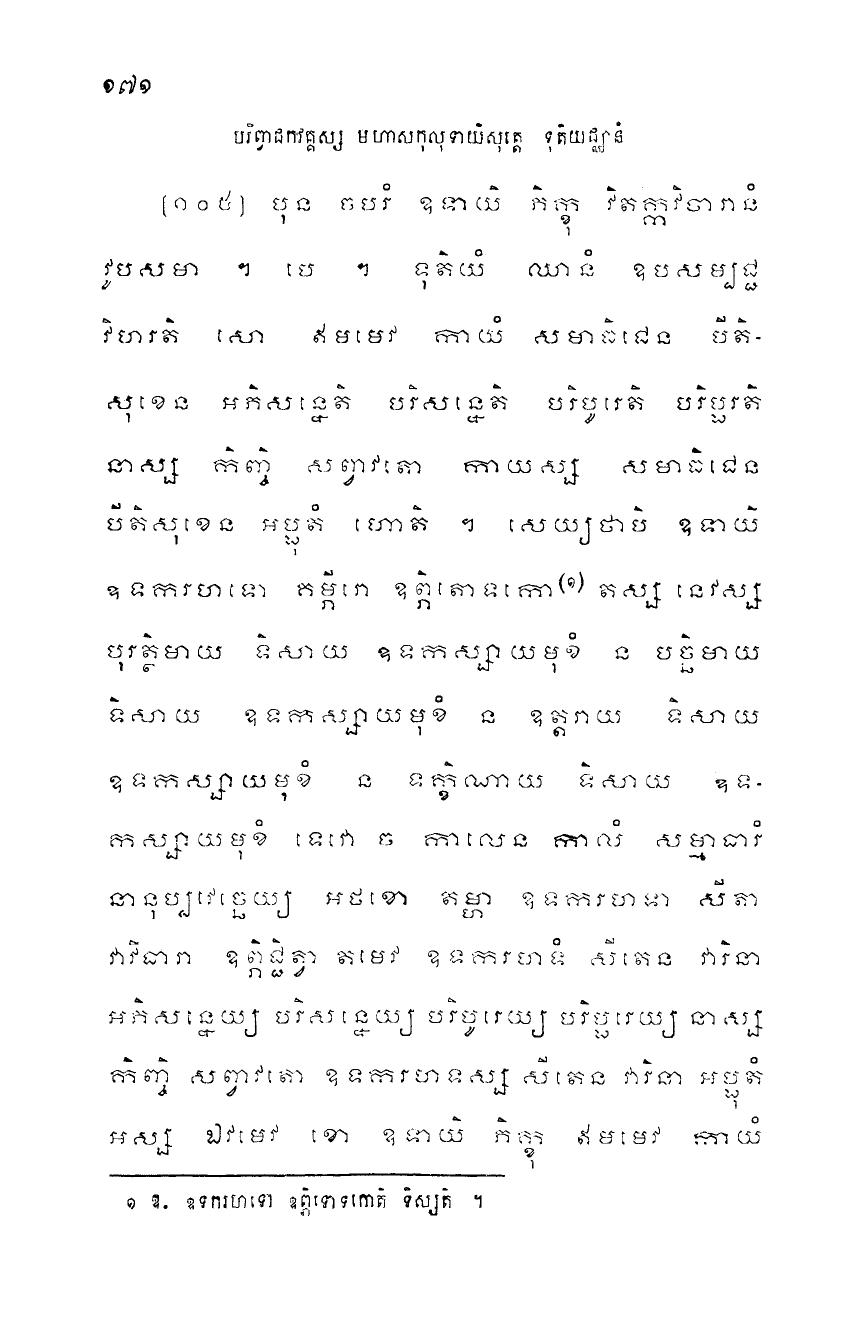 ១៧១
បរិព្វាជកវគ្គស្ស មហាសកុលុទាយិសុត្តេ ទុតិយជ្ឈានំ
[១០៥] បុន ចបរំ ឧទាយិ ភិក្ខុ វិតក្កវិចារានំ
វូបសមា ។ បេ ។ ទុតិយំ ឈានំ ឧបសម្បជ្ជ
វិហរតិ សោ ឥមមេវ កាយំ សមាធិជេន បីតិ-
សុខេន អភិសន្នេតិ បរិសន្នេតិ បរិបូរេតិ បរិប្ផរតិ
នាស្ស កិញ្ចិ សព្វាវតោ កាយស្ស សមាធិជេន
បីតិសុខេន អប្ផុតំ ហោតិ ។ សេយ្យថាបិ ឧទាយិ
ឧទករហទោ គម្ភីរោ ឧព្ភិតោទកោ(១) តស្ស នេវស្ស
បុរត្ថិមាយ ទិសាយ ឧទកស្សាយមុខំ ន បច្ឆិមាយ
ទិសាយ ឧទកស្សាយមុខំ ន ឧត្តរាយ ទិសាយ
ឧទកស្សាយមុខំ ន ទក្ខិណាយ ទិសាយ ឧទ-
កស្សាយមុខំ ទេវោ ច កាលេន កាលំ សម្មាធារំ
នានុប្បវេច្ឆេយ្យ អថខោ តម្ហា ឧទករហទា សីតា
វារិធារា ឧព្ភិជ្ជិត្វា តមេវ ឧទករហទំ សីតេន វារិនា
អភិសន្នេយ្យ បរិសន្នេយ្យ បរិបូរេយ្យ បរិប្ផរេយ្យ នាស្ស
កិញ្ចិ សព្វាវតោ ឧទករហទស្ស សីតេន វារិនា អប្ផុតំ
អស្ស ឯវមេវ ខោ ឧទាយិ ភិក្ខុ ឥមមេវ កាយំ
១ ឱ. ឧទករហទោ ឧព្ភិទោទកោតិ ទិស្សតិ ។